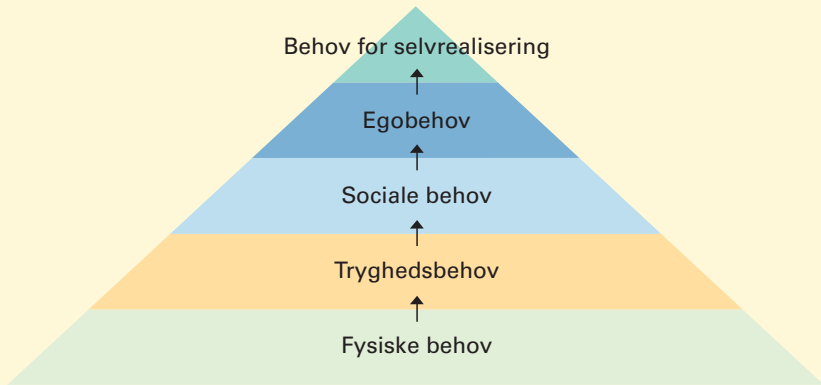 Behov for selvrealisering
Egobehov
Sociale behov
Tryghedsbehov
Fysiske behov